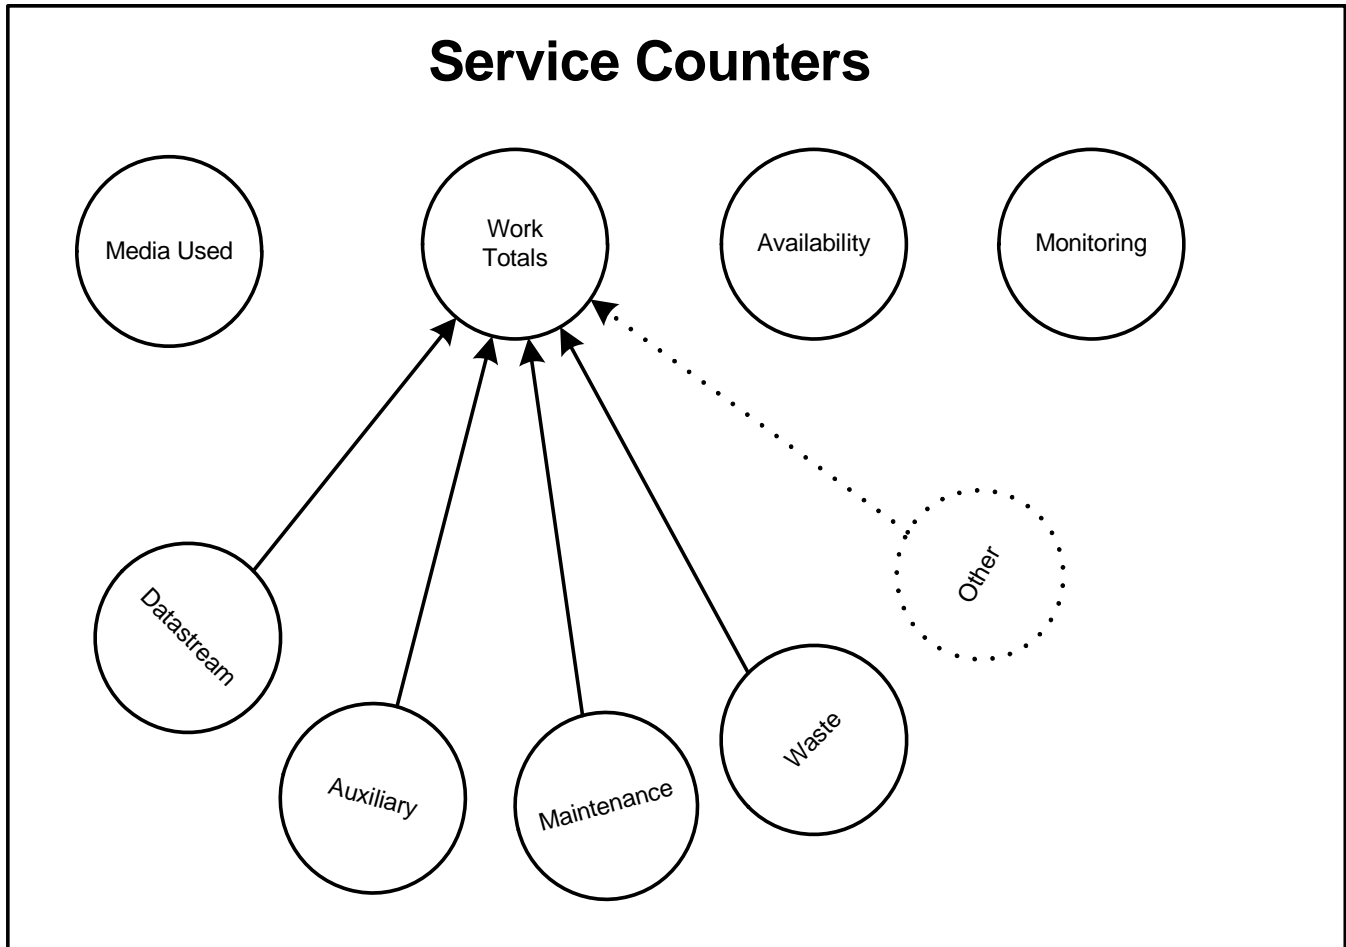 Service Counters
Media Used
Work
Totals
Availability
Monitoring
Datastream
Auxiliary
Maintenance
Waste
Other